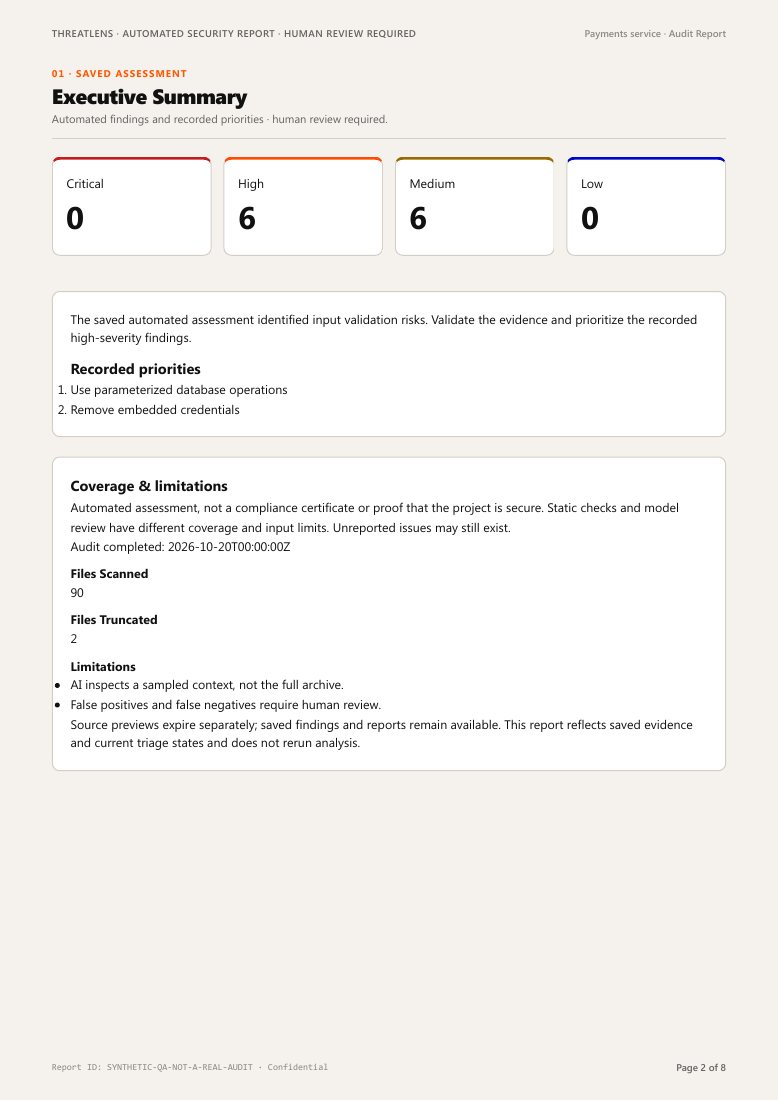 THREATLENS · AUTOMATED SECURITY REPORT · HUMAN REVIEW REQUIRED
Payments service · Audit Report
01 · SAVED ASSESSMENT
Executive Summary
Automated findings and recorded priorities · human review required.
Critical
0
High
6
Medium
6
Low
0
The saved automated assessment identified input validation risks. Validate the evidence and prioritize the recorded
high-severity findings.
Recorded priorities
1. Use parameterized database operations
2. Remove embedded credentials
Coverage & limitations
Automated assessment, not a compliance certificate or proof that the project is secure. Static checks and model
review have different coverage and input limits. Unreported issues may still exist.
Audit completed: 2026-10-20T00:00:00Z
Files Scanned
90
Files Truncated
2
Limitations
• AI inspects a sampled context, not the full archive.
• False positives and false negatives require human review.
Source previews expire separately; saved findings and reports remain available. This report reflects saved evidence
and current triage states and does not rerun analysis.
Report ID: SYNTHETIC-QA-NOT-A-REAL-AUDIT · Confidential
Page 2 of 8